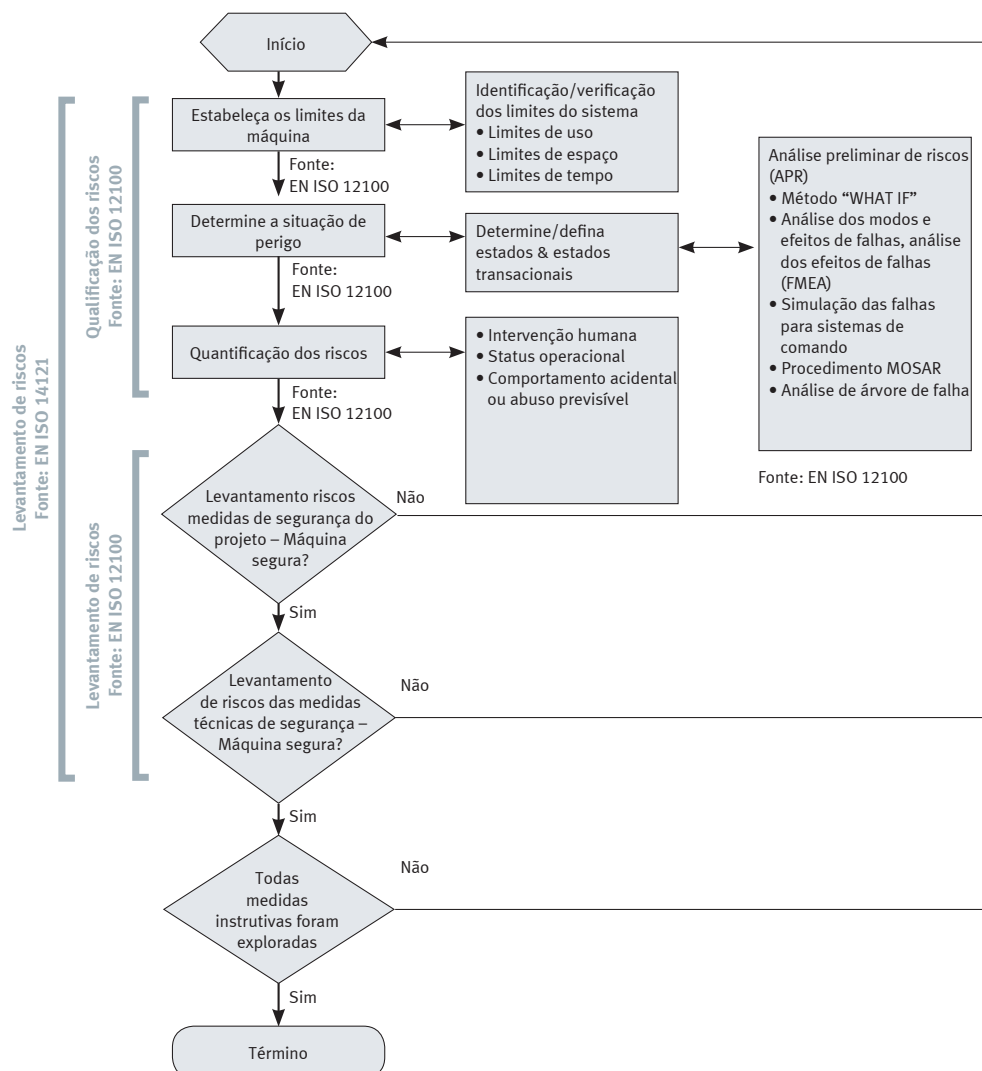 Início
Estabeleça os limites da
máquina
Identificação/verificação
dos limites do sistema
• Limites de uso
• Limites de espaço
• Limites de tempo
Fonte:
EN ISO 12100
Determine a situação de
perigo
Determine/defina
estados & estados
transacionais
Análise preliminar de riscos
(APR)
• Método “WHAT IF”
• Análise dos modos e
efeitos de falhas, análise
dos efeitos de falhas
(FMEA)
• Simulação das falhas
para sistemas de
comando
• Procedimento MOSAR
• Análise de árvore de falha
Fonte: EN ISO 12100
Fonte:
EN ISO 12100
Quantificação dos riscos
• Intervenção humana
• Status operacional
• Comportamento acidental
ou abuso previsível
Fonte:
EN ISO 12100
Levantamento riscos
medidas de segurança do
projeto – Máquina
segura?
Não
Sim
Levantamento
de riscos das medidas
técnicas de segurança –
Máquina segura?
Não
Sim
Todas
medidas
instrutivas foram
exploradas
Não
Sim
Término
Levantamento de riscos
Fonte: EN ISO 14121
Qualificação dos riscos
Fonte: EN ISO 12100
Levantamento de riscos
Fonte: EN ISO 12100